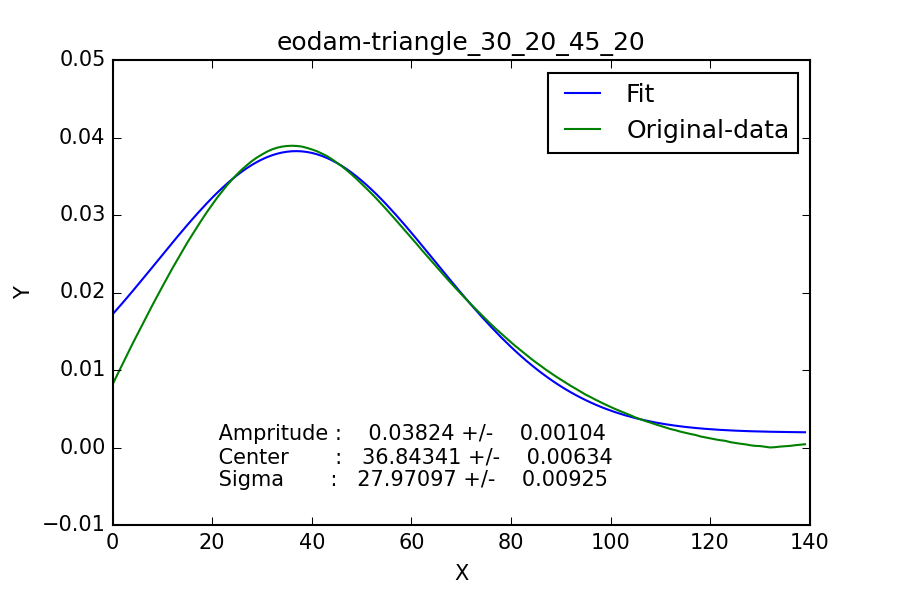 eodam-triangle_30_20_45_20
0.05
0.04
0.03
0.02
0.01
0.00
−0.01
Y
Fit
Original-data
Ampritude : 0.03824 +/- 0.00104
Center : 36.84341 +/- 0.00634
Sigma : 27.97097 +/- 0.00925
0 20 40 60 80 100 120 140
X